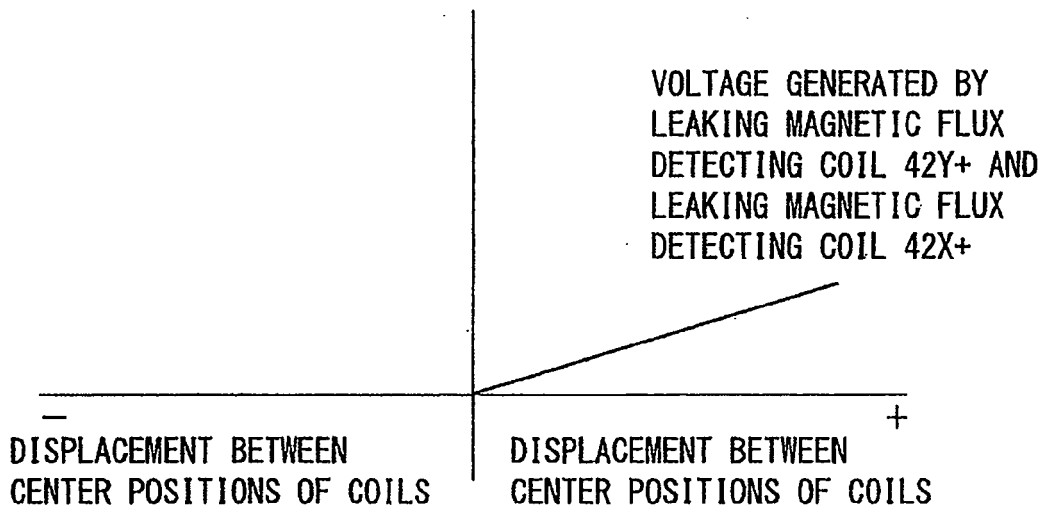 VOLTAGE GENERATED BY
LEAKING MAGNETIC FLUX
DETECTING COIL 42Y+ AND
LEAKING MAGNETIC FLUX
DETECTING COIL 42X+
−
+
DISPLACEMENT BETWEEN
CENTER POSITIONS OF COILS
DISPLACEMENT BETWEEN
CENTER POSITIONS OF COILS